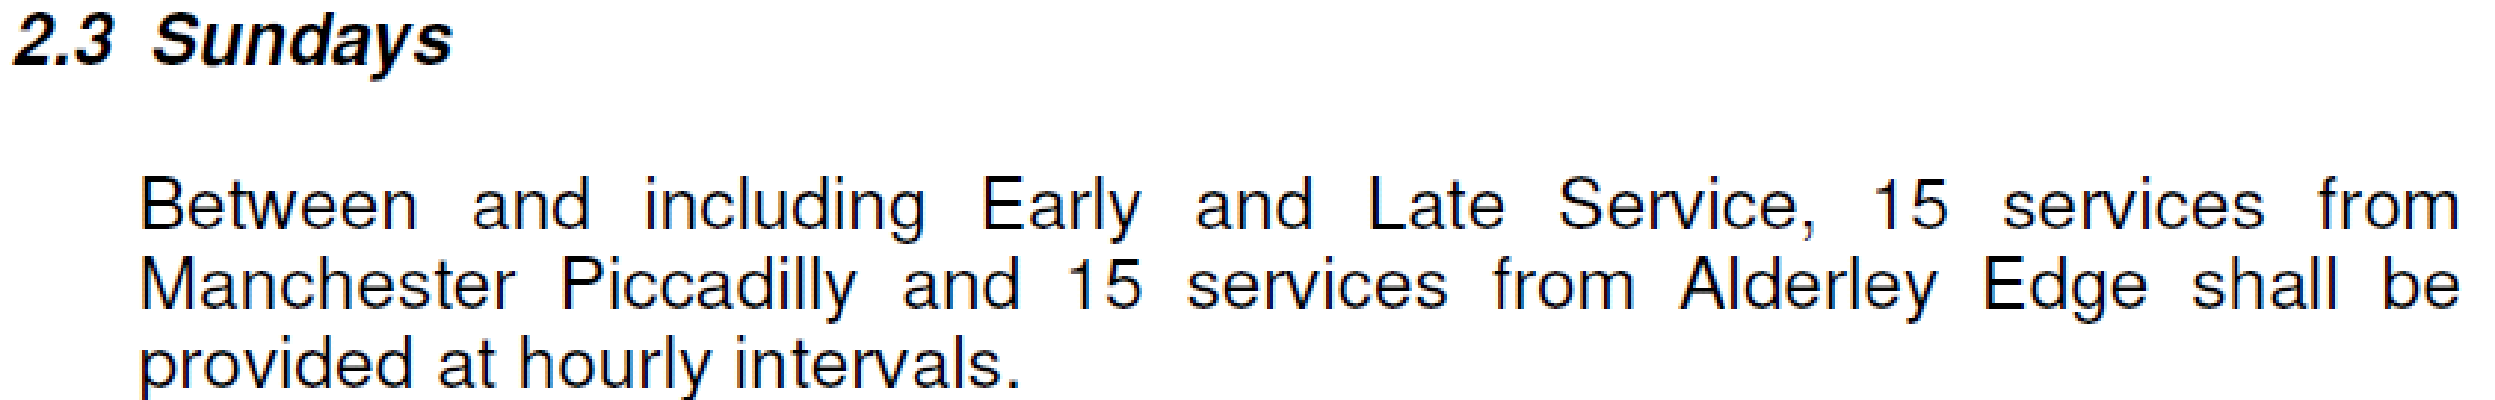 2.3 Sundays
Between and including Early and Late Service, 15 services from
Manchester Piccadilly and 15 services from Alderley Edge shall be
provided at hourly intervals.